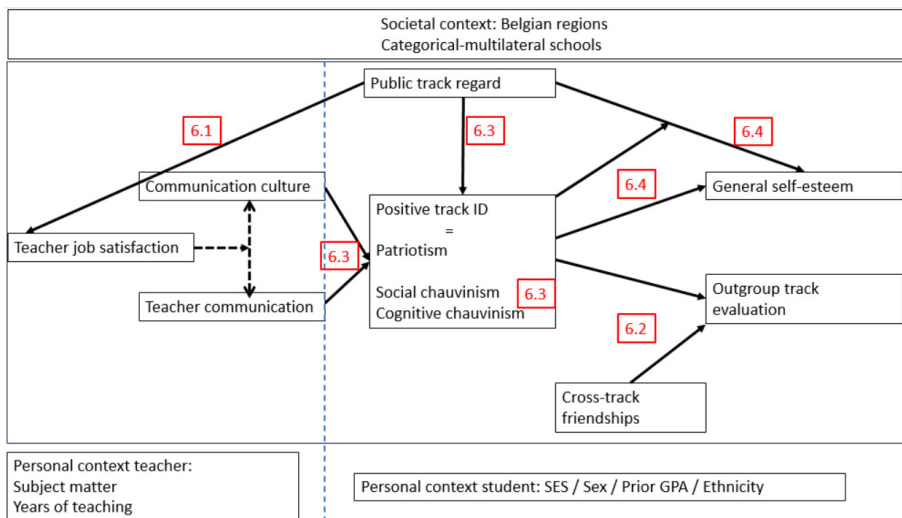 Societal context: Belgian regions
Categorical-multilateral schools
Public track regard
6.1
6.3
6.4
Communication culture
6.4
General self-esteem
Positive track ID
=
Patriotism
Teacher job satisfaction
6.3
Social chauvinism
6.3
Cognitive chauvinism
Teacher communication
Outgroup track
evaluation
6.2
Cross-track
friendships
Personal context teacher:
Subject matter
Years of teaching
Personal context student: SES / Sex / Prior GPA / Ethnicity